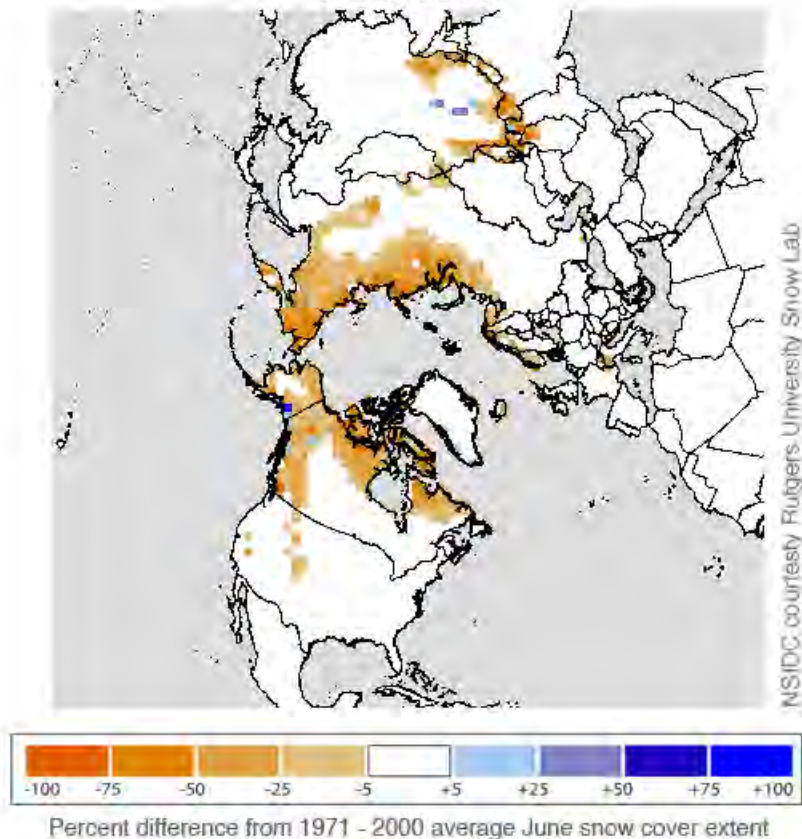 NSIDC courtesty Rutgers University Snow Lab
-100 -75 -50 -25 -5 +5 +25 +50 +75 +100
Percent difference from 1971 - 2000 average June snow cover extent